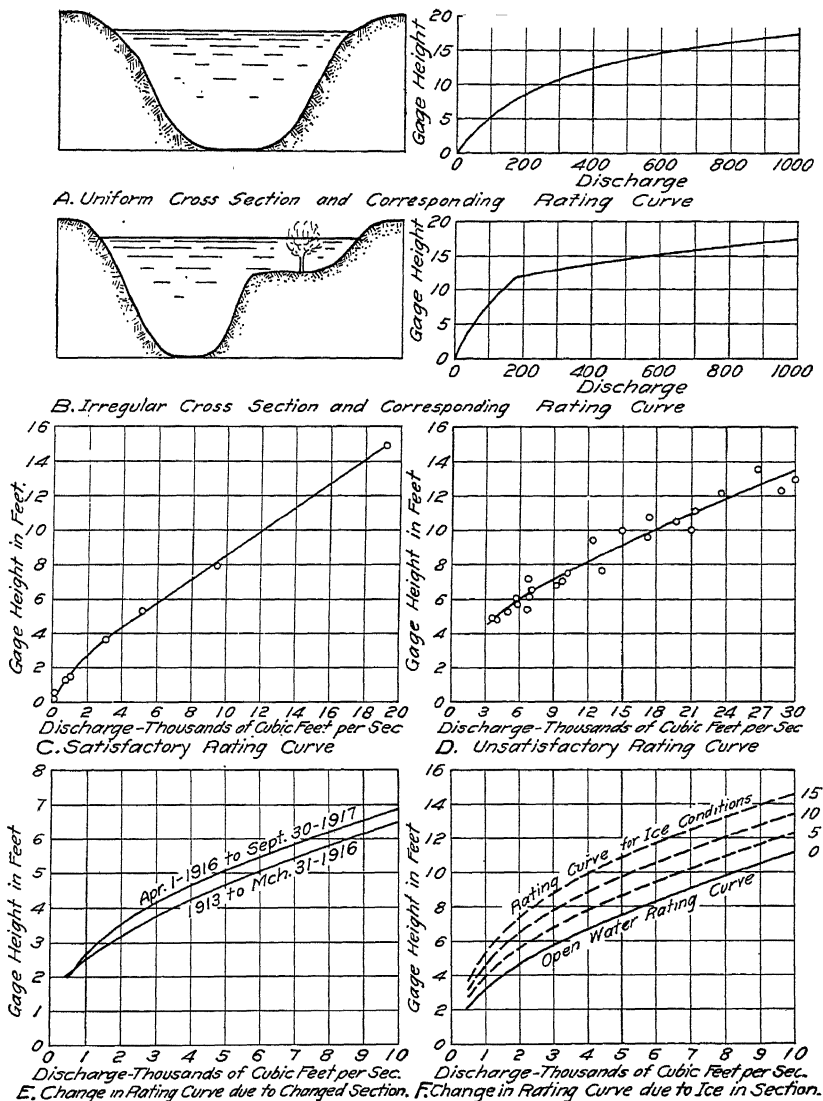 20
15
10
5
0
Gage Height
0 200 400 600 800 1000
Discharge
A. Uniform Cross Section and Corresponding Rating Curve
20
15
10
5
0
Gage Height
0 200 400 600 800 1000
Discharge
B. Irregular Cross Section and Corresponding Rating Curve
16
14
12
10
8
6
4
2
0
Gage Height in Feet.
0 2 4 6 8 10 12 14 16 18 20
Discharge-Thousands of Cubic Feet per Sec
C. Satisfactory Rating Curve
16
14
12
10
8
6
4
2
0
Gage Height in Feet
0 3 6 9 12 15 18 21 24 27 30
Discharge-Thousands of Cubic Feet per Sec
D. Unsatisfactory Rating Curve
8
7
6
5
4
3
2
1
0
Gage Height in Feet
Apr. 1-1916 to Sept. 30-1917
1913 to Mch. 31-1916
0 1 2 3 4 5 6 7 8 9 10
Discharge-Thousands of Cubic Feet per Sec.
E. Change in Rating Curve due to Changed Section.
16
14
12
10
8
6
4
2
0
Gage Height in Feet
Rating Curve for Ice Conditions
Open Water Rating Curve
15
10
5
0
0 1 2 3 4 5 6 7 8 9 10
Discharge-Thousands of Cubic Feet per Sec.
F. Change in Rating Curve due to Ice in Section.